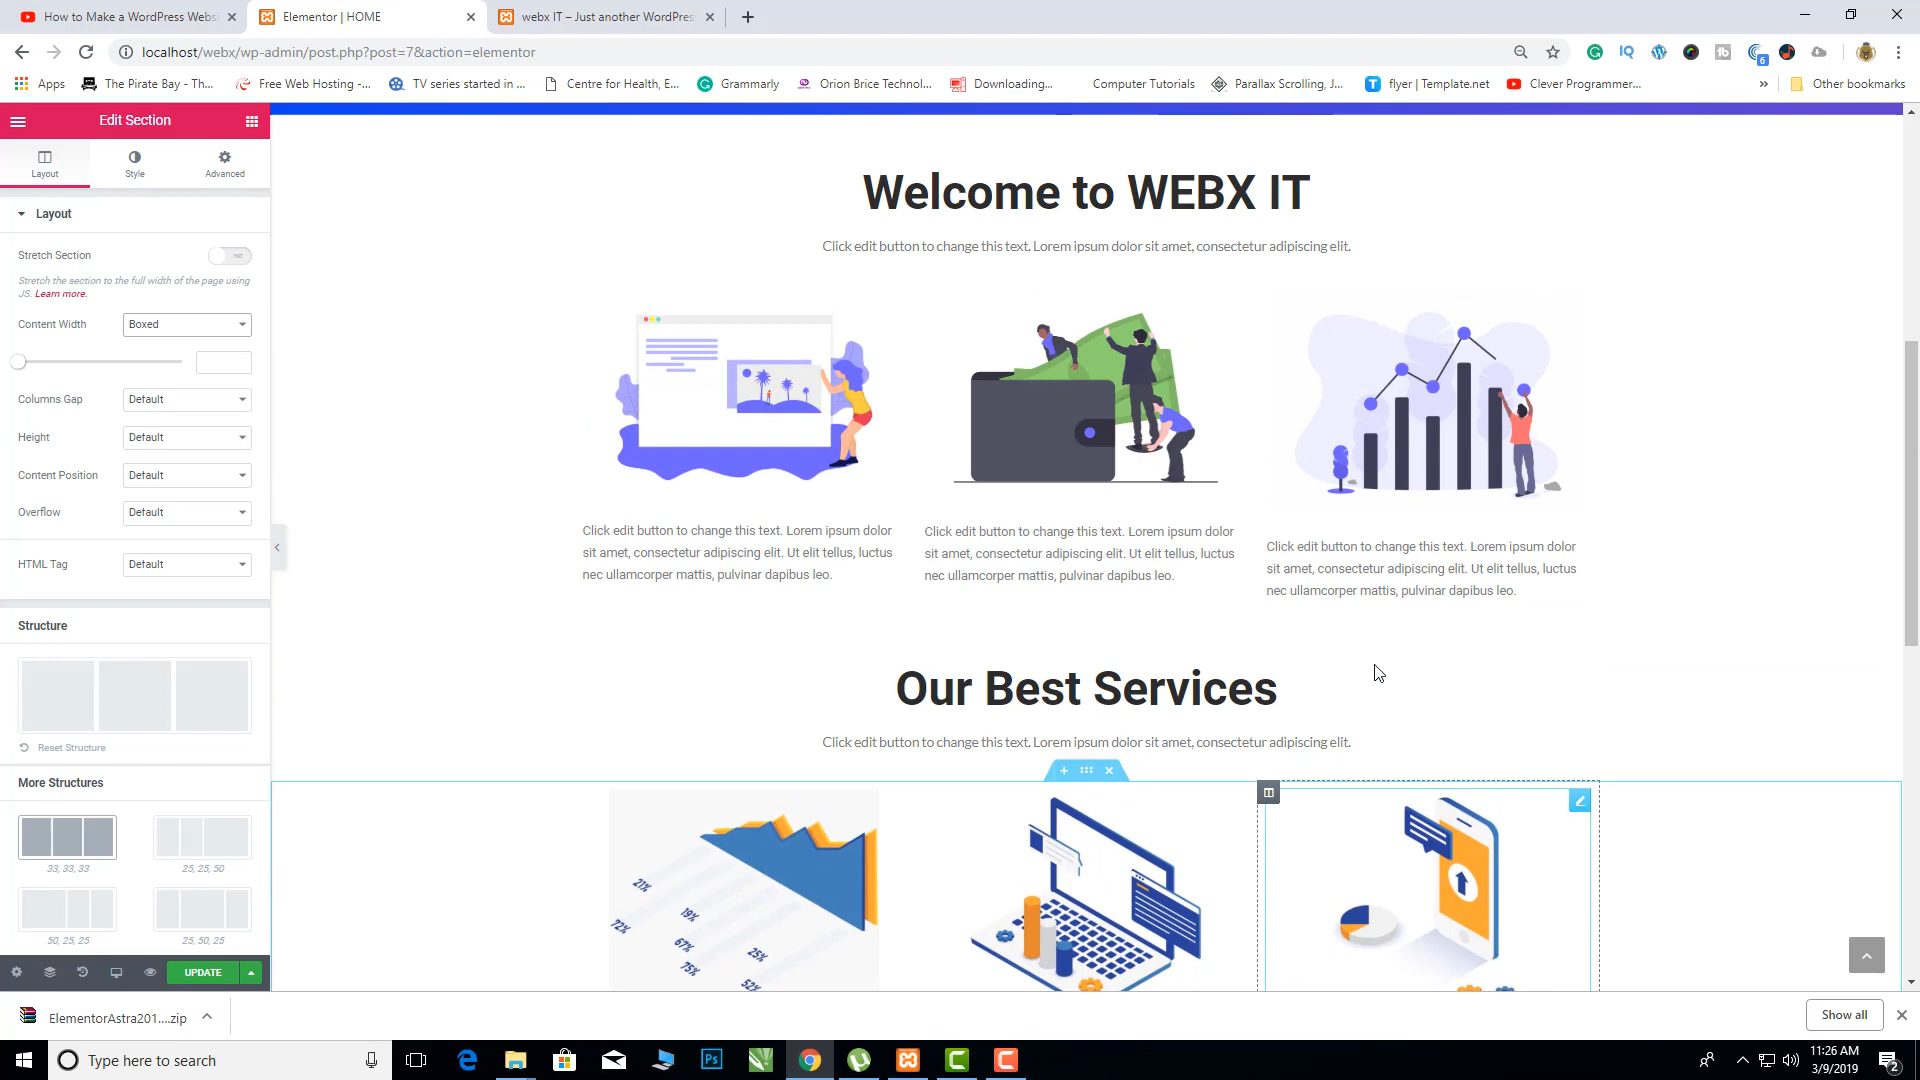 How to Make a WordPress Webs
Elementor | HOME
webx IT – Just another WordPres
localhost/webx/wp-admin/post.php?post=7&action=elementor
6
Apps
The Pirate Bay - Th...
Free Web Hosting -...
TV series started in ...
Centre for Health, E...
Grammarly
Orion Brice Technol...
Downloading...
Computer Tutorials
Parallax Scrolling, J...
flyer | Template.net
Clever Programmer...
»
Other bookmarks
Edit Section
Layout
Style
Advanced
Layout
Stretch Section
NO
Stretch the section to the full width of the page using
JS. Learn more.
Content Width
Boxed
Columns Gap
Default
Height
Default
Content Position
Default
Overflow
Default
HTML Tag
Default
Structure
Reset Structure
More Structures
33, 33, 33
25, 25, 50
50, 25, 25
25, 50, 25
UPDATE
Welcome to WEBX IT
Click edit button to change this text. Lorem ipsum dolor sit amet, consectetur adipiscing elit.
Click edit button to change this text. Lorem ipsum dolor
sit amet, consectetur adipiscing elit. Ut elit tellus, luctus
nec ullamcorper mattis, pulvinar dapibus leo.
Click edit button to change this text. Lorem ipsum dolor
sit amet, consectetur adipiscing elit. Ut elit tellus, luctus
nec ullamcorper mattis, pulvinar dapibus leo.
Click edit button to change this text. Lorem ipsum dolor
sit amet, consectetur adipiscing elit. Ut elit tellus, luctus
nec ullamcorper mattis, pulvinar dapibus leo.
Our Best Services
Click edit button to change this text. Lorem ipsum dolor sit amet, consectetur adipiscing elit.
21%
72%
19%
67%
75%
25%
52%
ElementorAstra201....zip
Show all
Type here to search
Ps
11:26 AM
3/9/2019
2